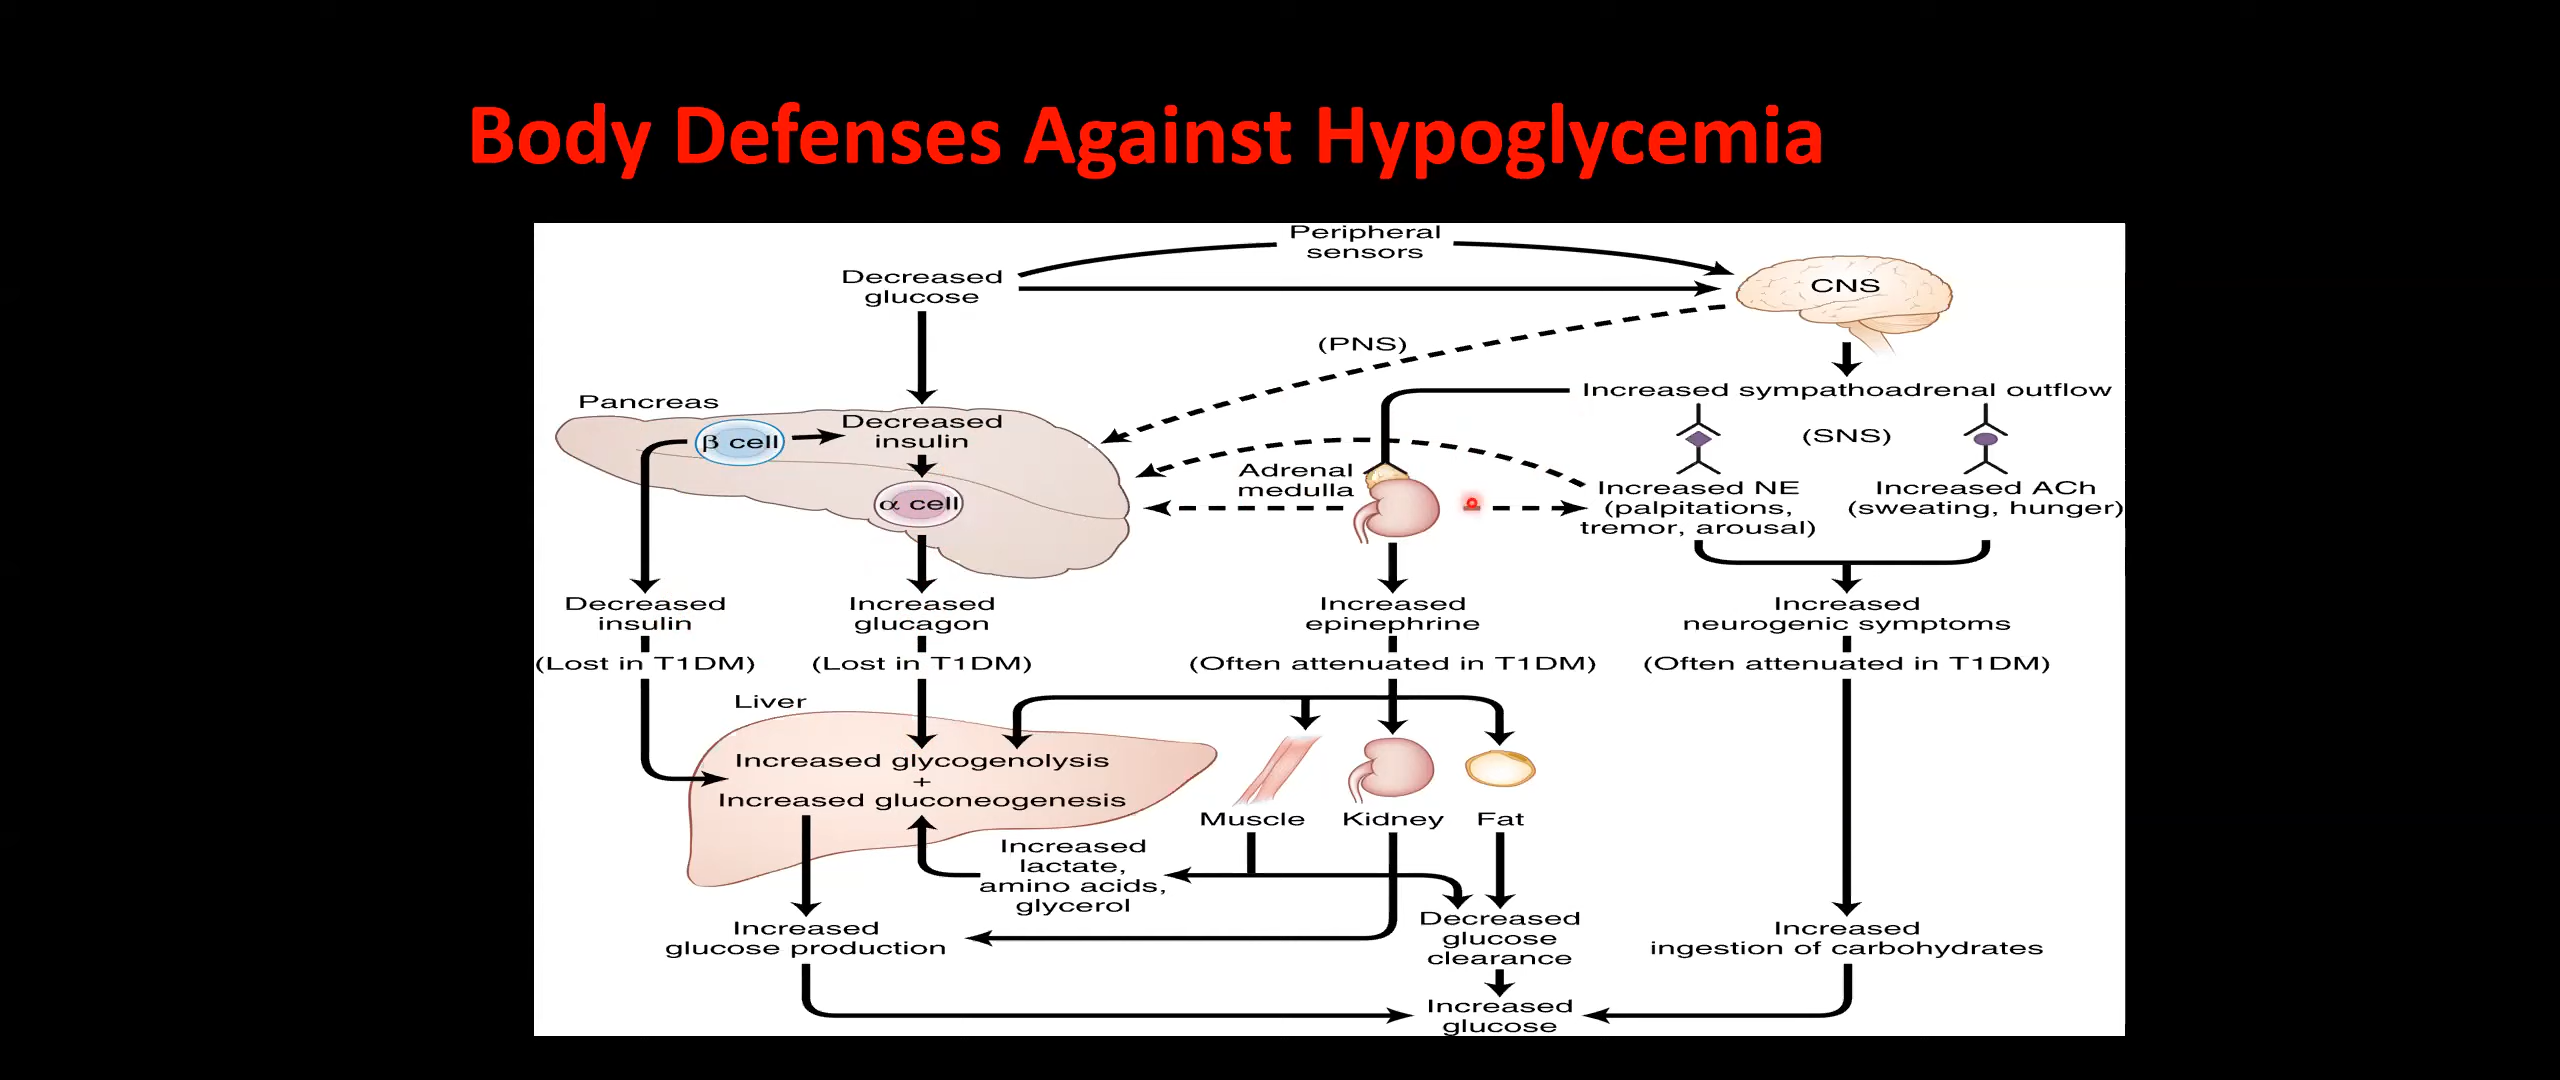 Body Defenses Against Hypoglycemia
Peripheral
sensors
Decreased
glucose
CNS
(PNS)
Increased sympathoadrenal outflow
Pancreas
β cell
Decreased
insulin
α cell
Adrenal
medulla
(SNS)
Increased NE
(palpitations,
tremor, arousal)
Increased ACh
(sweating, hunger)
Decreased
insulin
Increased
glucagon
Increased
epinephrine
Increased
neurogenic symptoms
(Lost in T1DM)
(Lost in T1DM)
(Often attenuated in T1DM)
(Often attenuated in T1DM)
Liver
Increased glycogenolysis
+
Increased gluconeogenesis
Muscle
Kidney
Fat
Increased
lactate,
amino acids,
glycerol
Increased
glucose production
Decreased
glucose
clearance
Increased
ingestion of carbohydrates
Increased
glucose